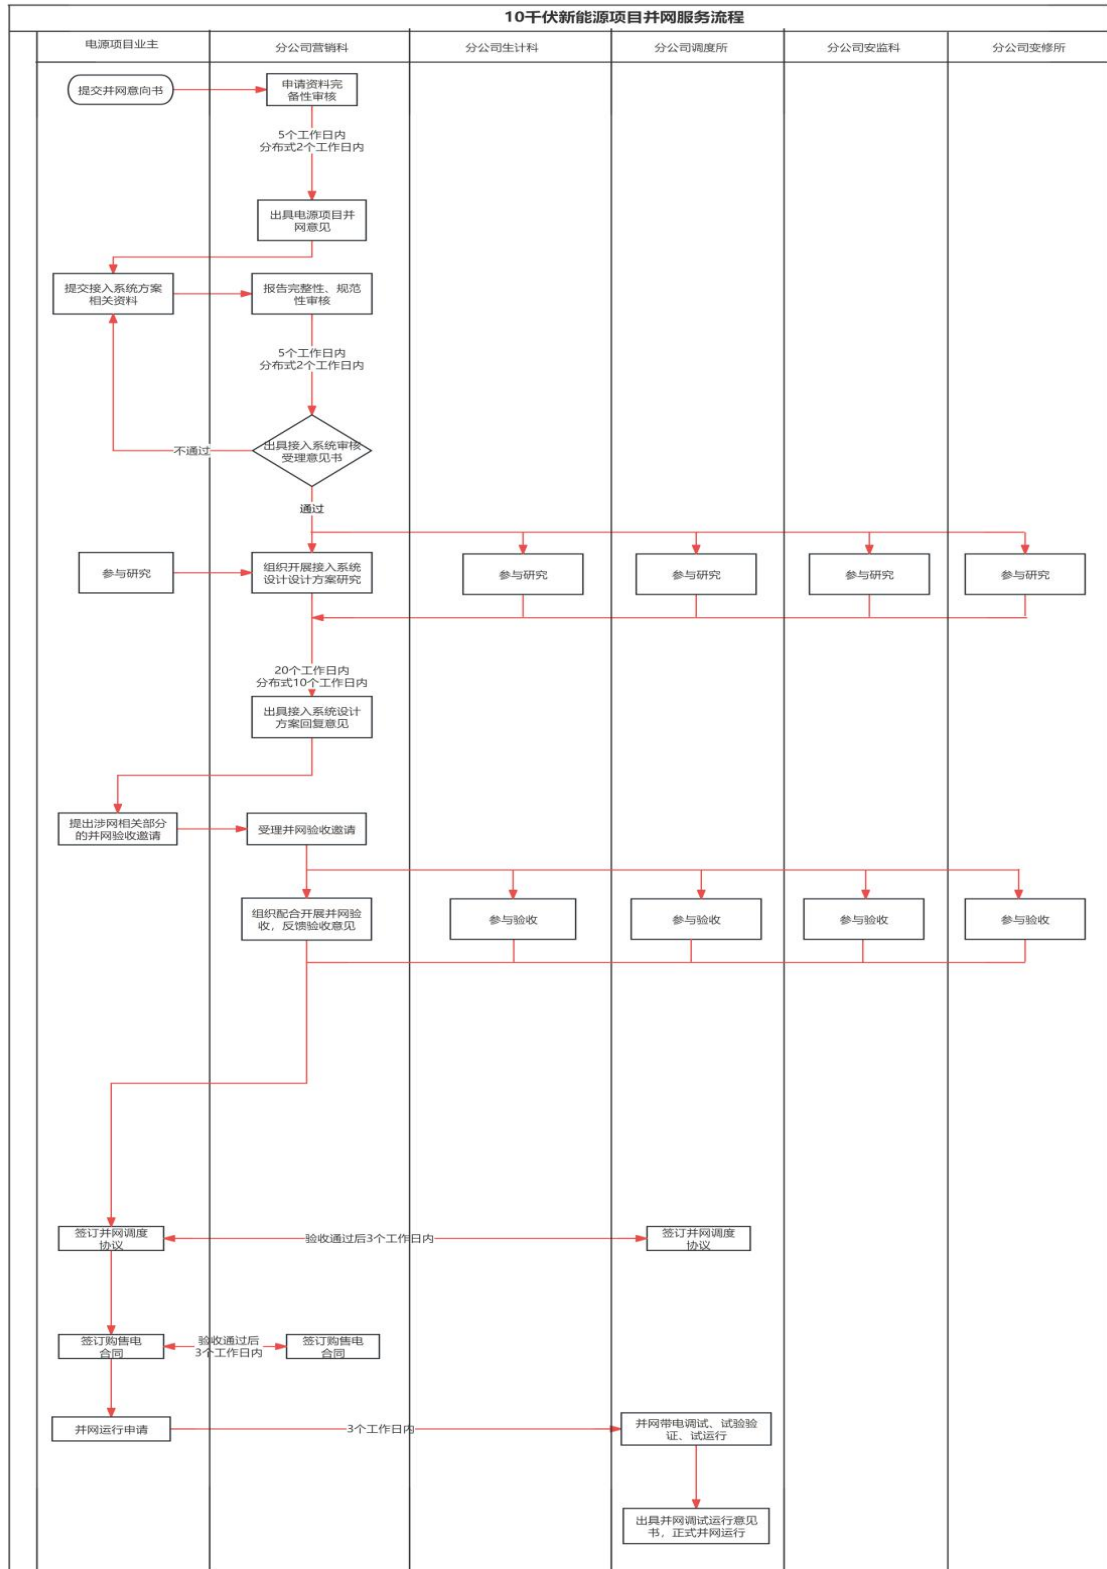 10千伏新能源项目并网服务流程
电源项目业主
分公司营销科
分公司生计科
分公司调度所
分公司安监科
分公司变修所
提交并网意向书
申请资料完
备性审核
5个工作日内
分布式2个工作日内
出具电源项目并
网意见
提交接入系统方案
相关资料
报告完整性、规范
性审核
5个工作日内
分布式2个工作日内
出具接入系统审核
受理意见书
不通过
通过
参与研究
组织开展接入系统
设计设计方案研究
参与研究
参与研究
参与研究
参与研究
20个工作日内
分布式10个工作日内
出具接入系统设计
方案回复意见
提出涉网相关部分
的并网验收邀请
受理并网验收邀请
组织配合开展并网验
收，反馈验收意见
参与验收
参与验收
参与验收
参与验收
签订并网调度
协议
验收通过后3个工作日内
签订并网调度
协议
签订购售电
合同
验收通过后
3个工作日内
签订购售电
合同
并网运行申请
3个工作日内
并网带电调试、试验验
证、试运行
出具并网调试运行意见
书，正式并网运行